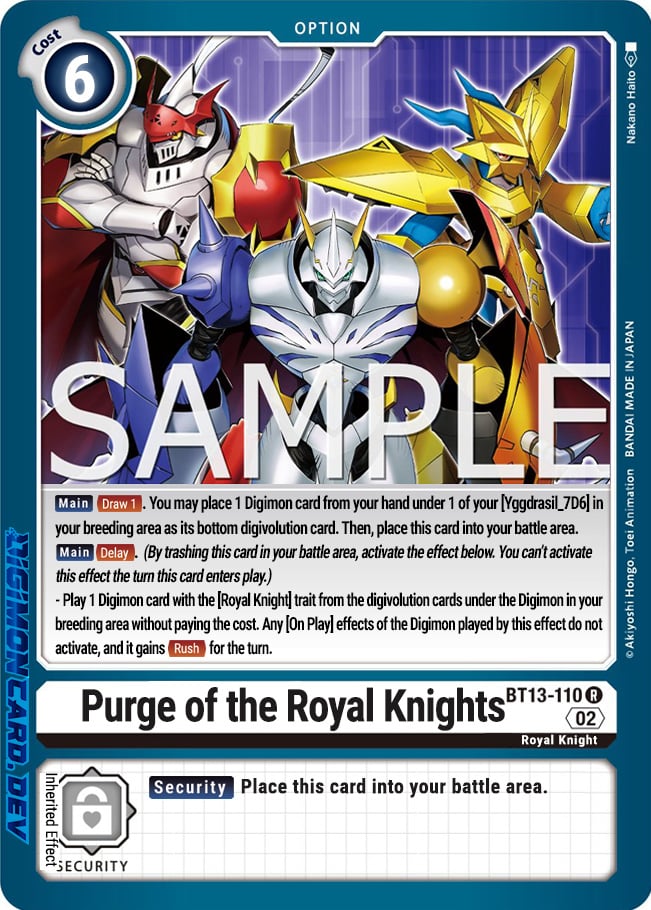 OPTION
Cost
6
Nakano Haito
SAMPLE
Main Draw 1. You may place 1 Digimon card from your hand under 1 of your [Yggdrasil_7D6] in
your breeding area as its bottom digivolution card. Then, place this card into your battle area.
Main Delay. (By trashing this card in your battle area, activate the effect below. You can't activate
this effect the turn this card enters play.)
- Play 1 Digimon card with the [Royal Knight] trait from the digivolution cards under the Digimon in your
breeding area without paying the cost. Any [On Play] effects of the Digimon played by this effect do not
activate, and it gains Rush for the turn.
©Akiyoshi Hongo, Toei Animation BANDAI MADE IN JAPAN
DIGIMONCARD.DEV
Purge of the Royal Knights
BT13-110 R
02
Royal Knight
Inherited Effect
SECURITY
Security Place this card into your battle area.